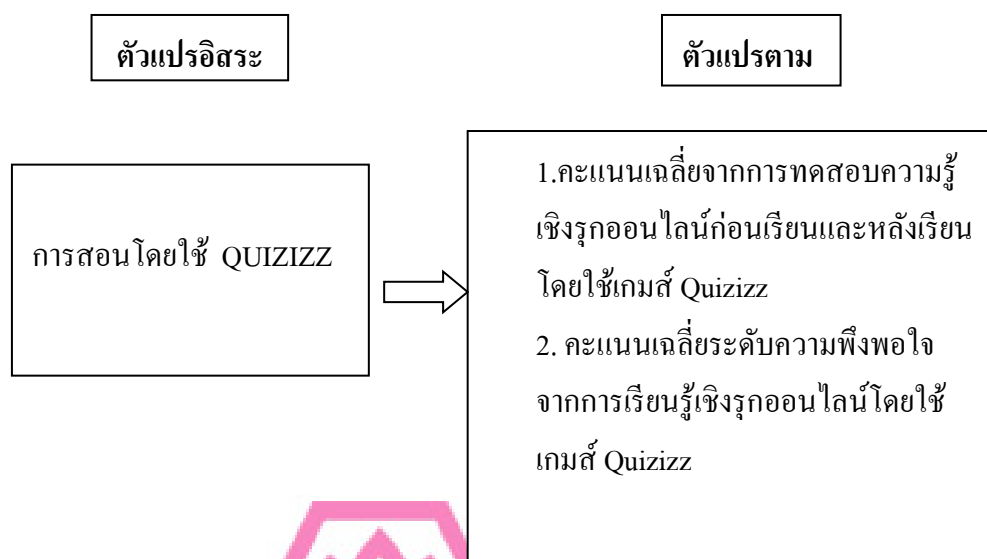 ตัวแปรอิสระ
ตัวแปรตาม
การสอนโดยใช้ QUIZIZZ
1.คะแนนเฉลี่ยจากการทดสอบความรู้
เชิงรุกออนไลน์ก่อนเรียนและหลังเรียน
โดยใช้เกมส์ Quizizz
2. คะแนนเฉลี่ยระดับความพึงพอใจ
จากการเรียนรู้เชิงรุกออนไลน์โดยใช้
เกมส์ Quizizz